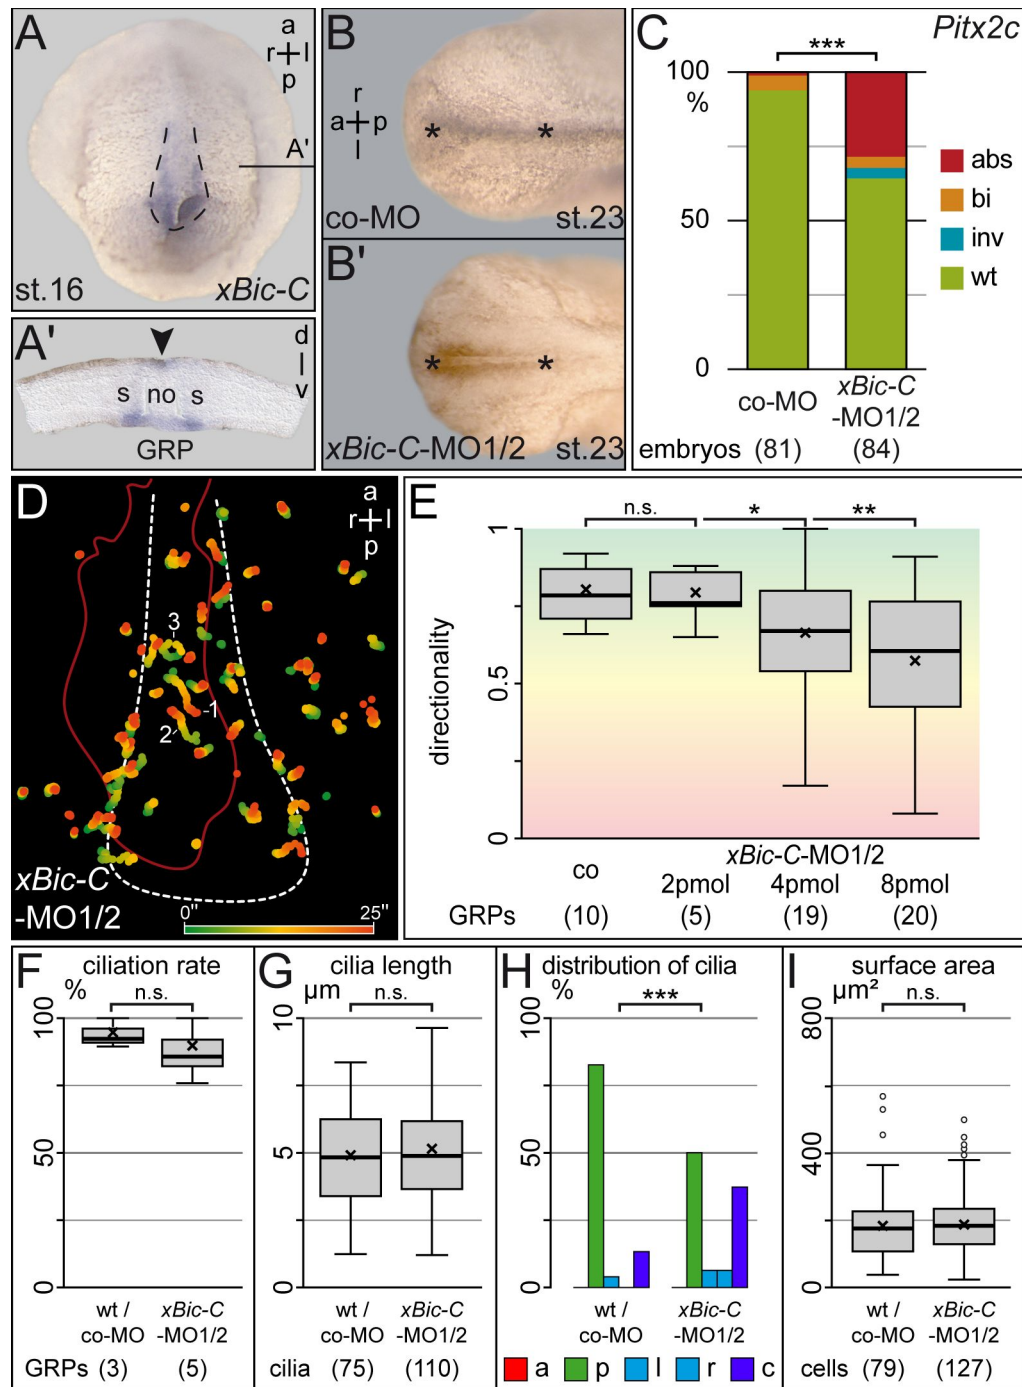 A
a
r l
p
A'
st.16 xBic-C
A'
d
v
s no s
GRP
B
r
a p
l
* *
co-MO st.23
B'
* *
xBic-C-MO1/2 st.23
C Pitx2c
***
100
%
50
0
abs
bi
inv
wt
co-MO xBic-C
-MO1/2
embryos (81) (84)
D
a
r l
p
3
1
2
xBic-C
-MO1/2
0" 25"
E
n.s. * **
1
0.5
0
directionality
co xBic-C-MO1/2
2pmol 4pmol 8pmol
GRPs (10) (5) (19) (20)
F ciliation rate
%
n.s.
100
50
0
wt / xBic-C
co-MO -MO1/2
GRPs (3) (5)
G cilia length
µm
n.s.
10
5
0
wt / xBic-C
co-MO -MO1/2
cilia (75) (110)
H distribution of cilia
%
***
100
50
0
wt / xBic-C
co-MO -MO1/2
a p l r c
I surface area
µm²
n.s.
800
400
0
wt / xBic-C
co-MO -MO1/2
cells (79) (127)